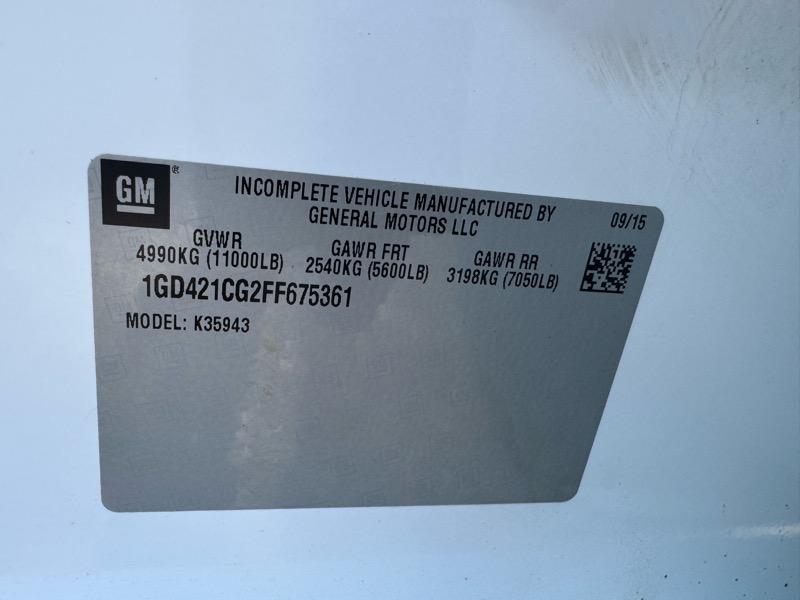 GM ®
INCOMPLETE VEHICLE MANUFACTURED BY
GENERAL MOTORS LLC
09/15
GVWR GAWR FRT GAWR RR
4990KG (11000LB) 2540KG (5600LB) 3198KG (7050LB)
1GD421CG2FF675361
MODEL: K35943